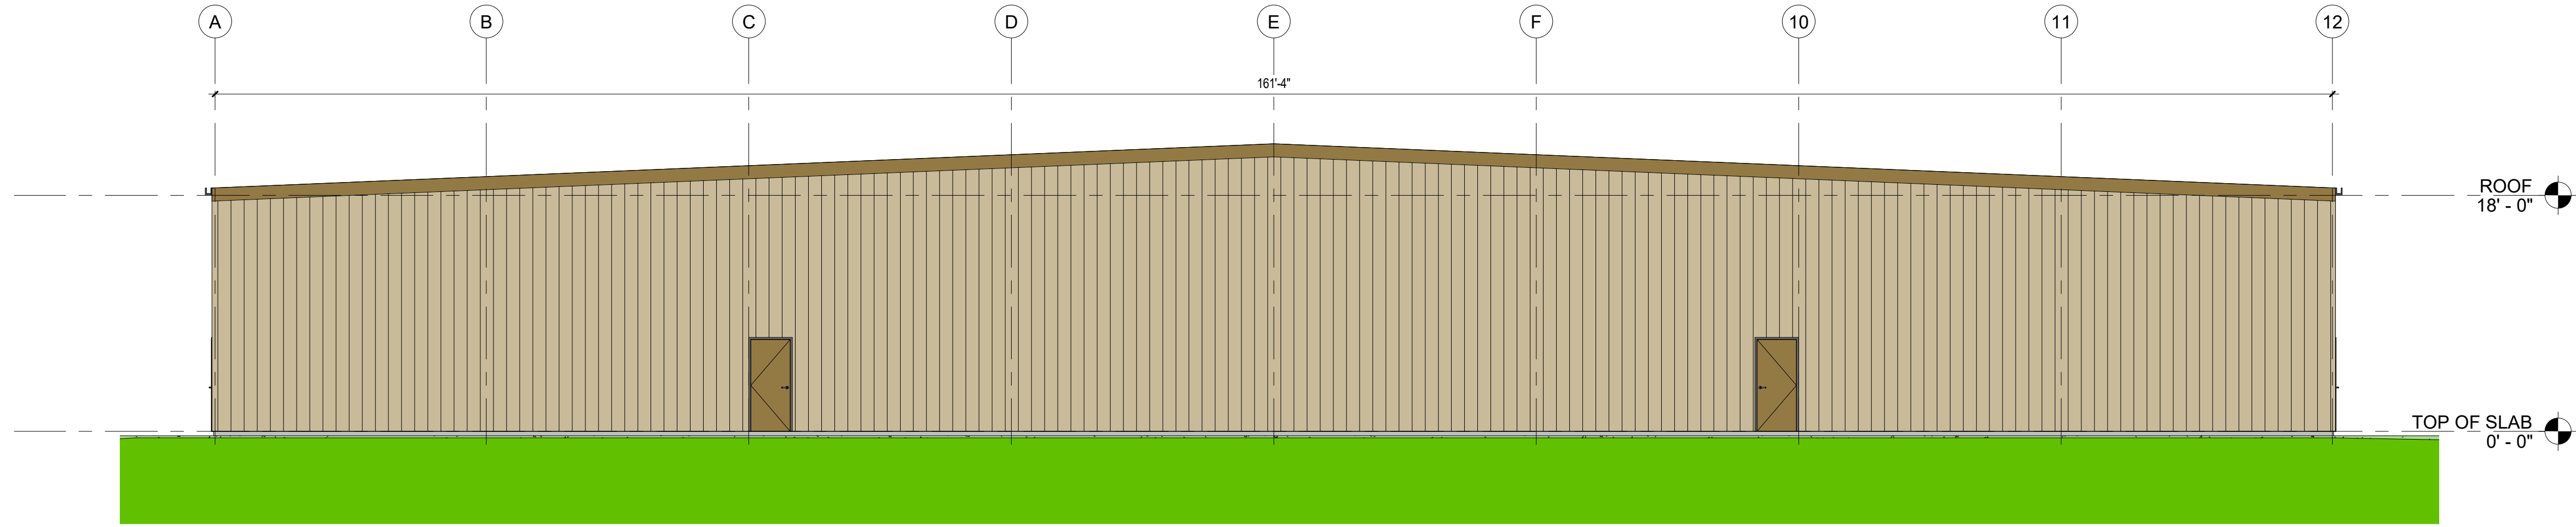 A B C D E F 10 11 12
161'-4"
ROOF
18' - 0"
TOP OF SLAB
0' - 0"